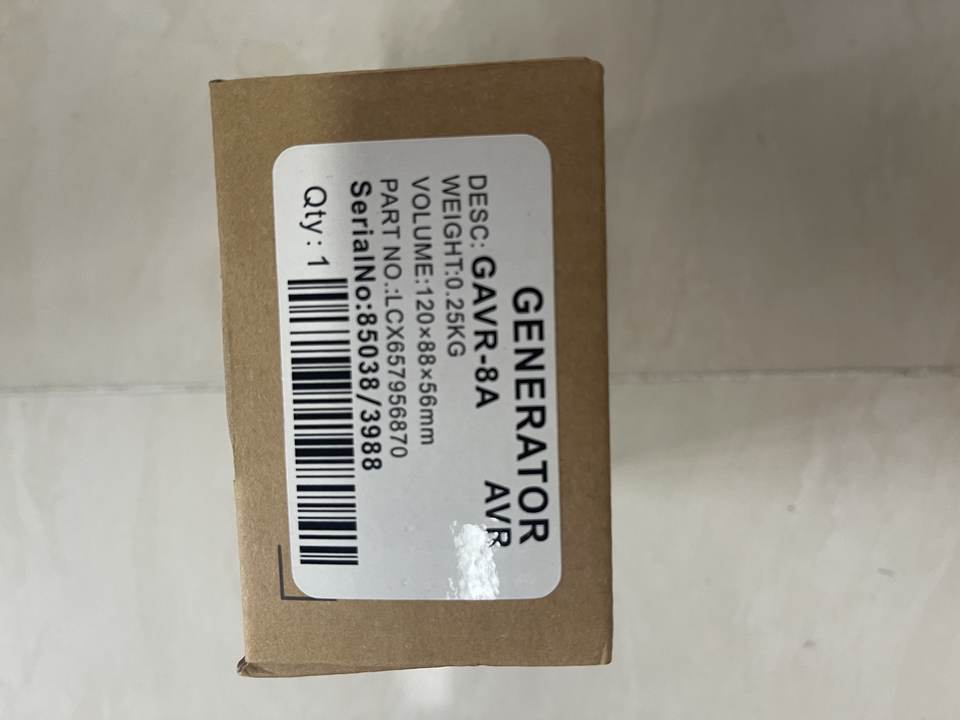 GENERATOR
AVR
DESC: GAVR-8A
WEIGHT:0.25KG
VOLUME:120×88×56mm
PART NO.:LCX657956870
SerialNo:85038/3988
Qty: 1